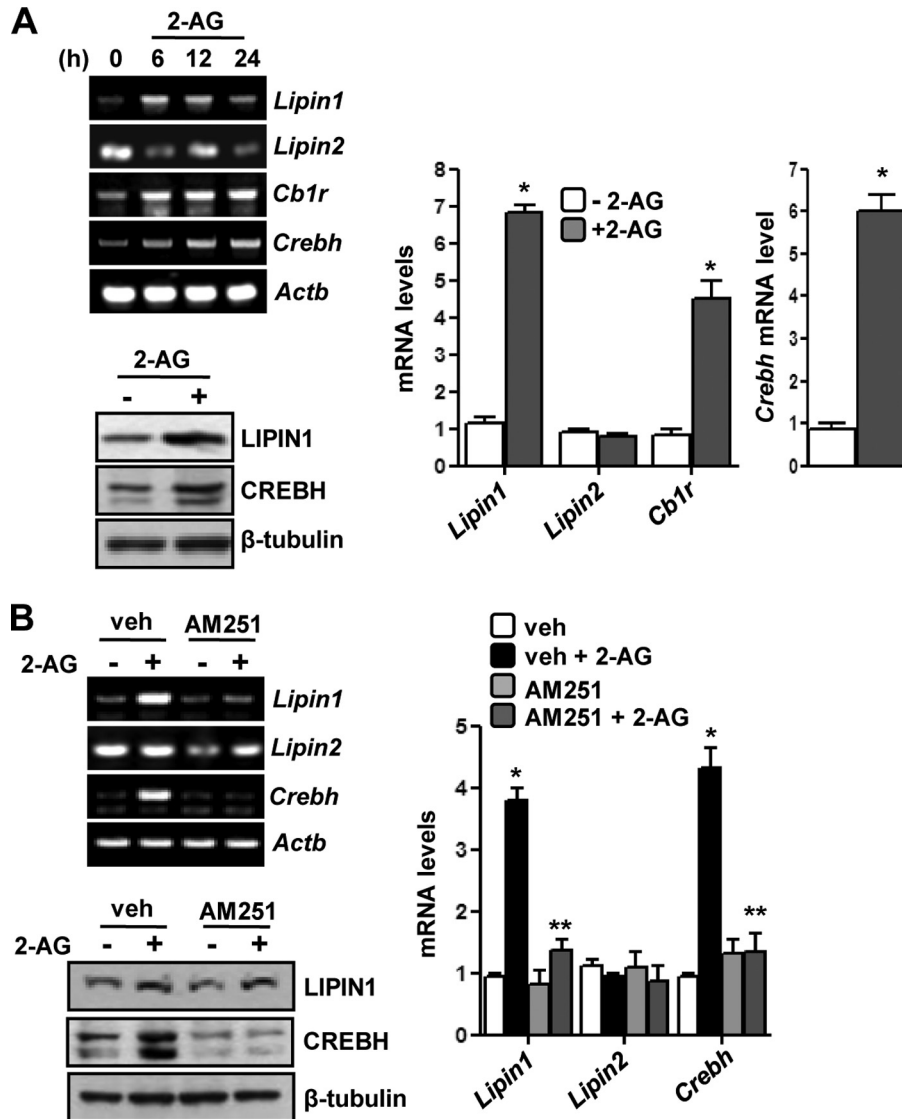 A
2-AG
(h) 0 6 12 24
Lipin1
Lipin2
Cb1r
Crebh
Actb
2-AG
- +
LIPIN1
CREBH
β-tubulin
8
7
6
5
4
3
2
1
0
mRNA levels
- 2-AG
+2-AG
*
*
Lipin1 Lipin2 Cb1r
7
6
5
4
3
2
1
0
Crebh mRNA level
*
B
veh AM251
2-AG - + - +
Lipin1
Lipin2
Crebh
Actb
veh AM251
2-AG - + - +
LIPIN1
CREBH
β-tubulin
veh
veh + 2-AG
AM251
AM251 + 2-AG
5
4
3
2
1
0
mRNA levels
*
**
*
**
Lipin1 Lipin2 Crebh